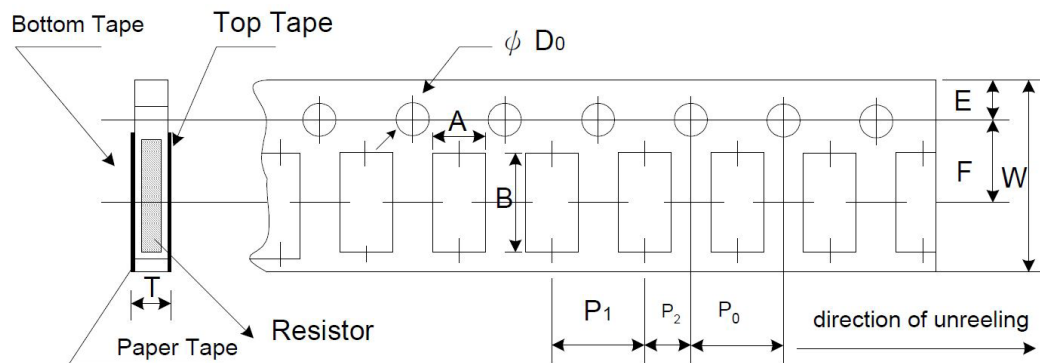 Bottom Tape
Top Tape
ϕ D0
E
A
F
W
B
T
P1
P2
P0
Resistor
direction of unreeling
Paper Tape